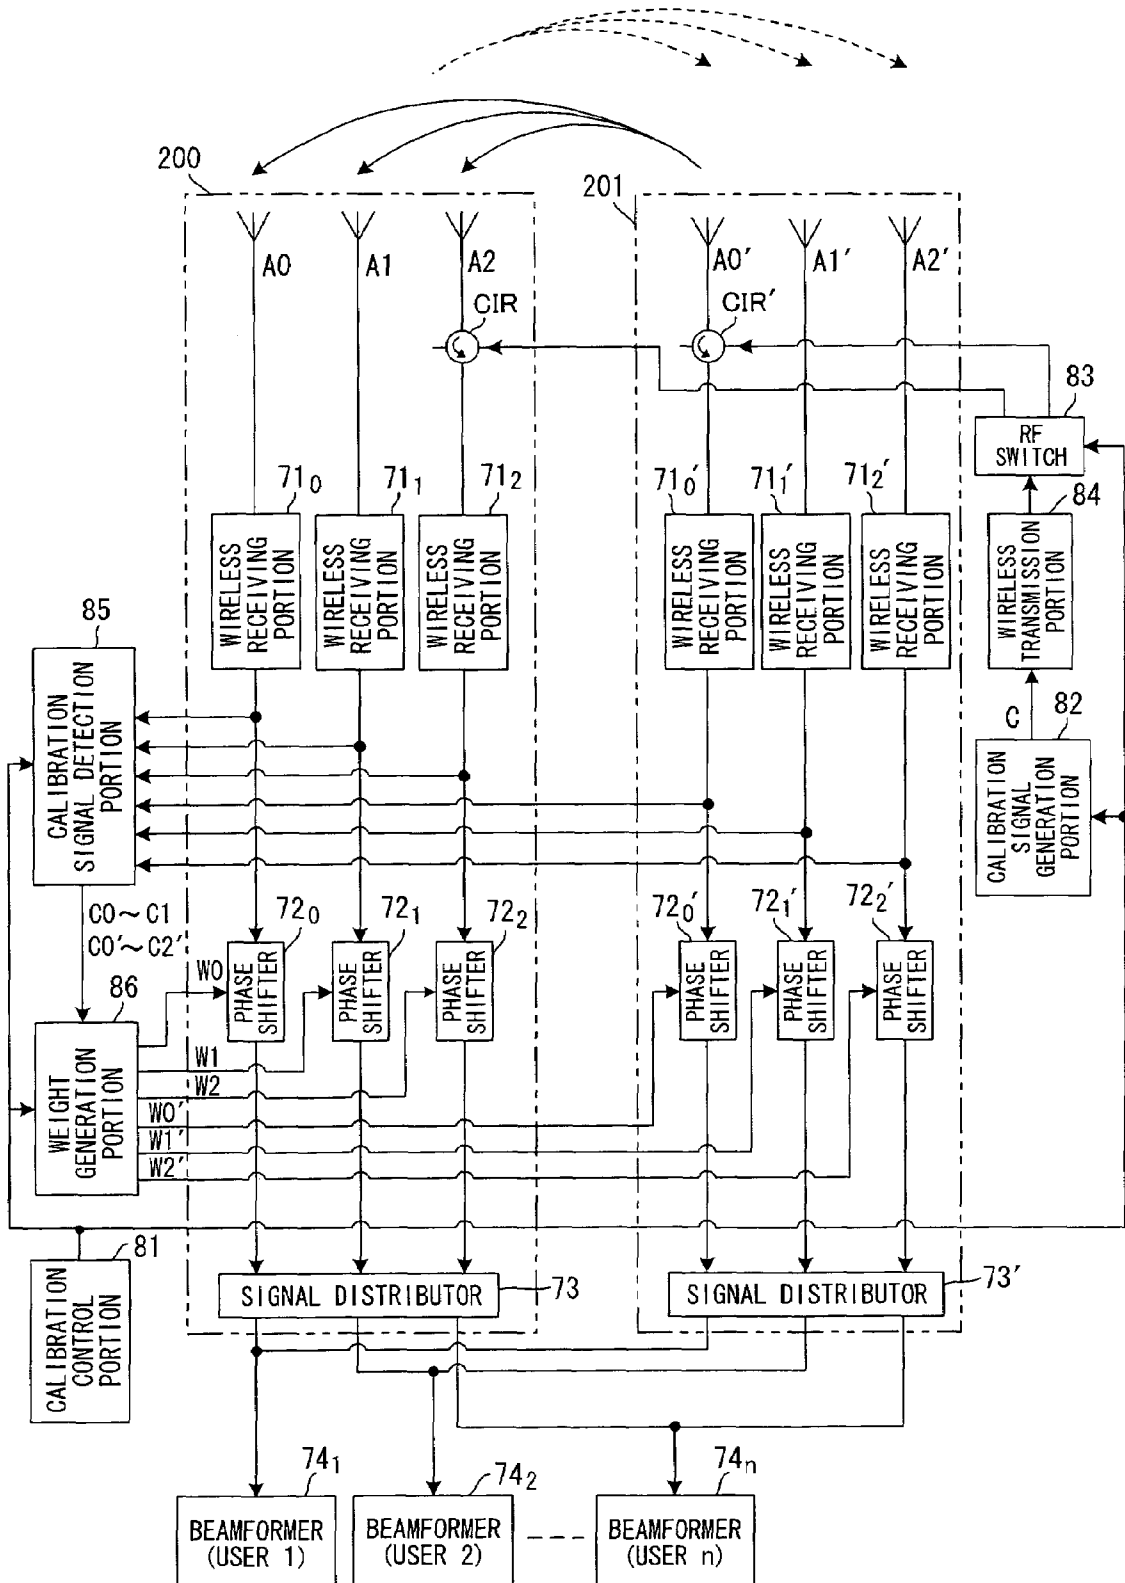 200
201
A0
A1
A2
A0′
A1′
A2′
CIR
CIR′
83
RF
SWITCH
71₀
71₁
71₂
71₀′
71₁′
71₂′
84
WIRELESS
RECEIVING
PORTION
WIRELESS
RECEIVING
PORTION
WIRELESS
RECEIVING
PORTION
WIRELESS
RECEIVING
PORTION
WIRELESS
RECEIVING
PORTION
WIRELESS
RECEIVING
PORTION
WIRELESS
TRANSMISSION
PORTION
85
CALIBRATION
SIGNAL DETECTION
PORTION
C
82
CALIBRATION
SIGNAL
GENERATION
PORTION
C0~C1
C0′~C2′
72₀
72₁
72₂
72₀′
72₁′
72₂′
PHASE
SHIFTER
PHASE
SHIFTER
PHASE
SHIFTER
PHASE
SHIFTER
PHASE
SHIFTER
PHASE
SHIFTER
86
WEIGHT
GENERATION
PORTION
W0
W1
W2
W0′
W1′
W2′
81
CALIBRATION
CONTROL
PORTION
SIGNAL DISTRIBUTOR
73
SIGNAL DISTRIBUTOR
73′
74₁
BEAMFORMER
(USER 1)
74₂
BEAMFORMER
(USER 2)
74ₙ
BEAMFORMER
(USER n)